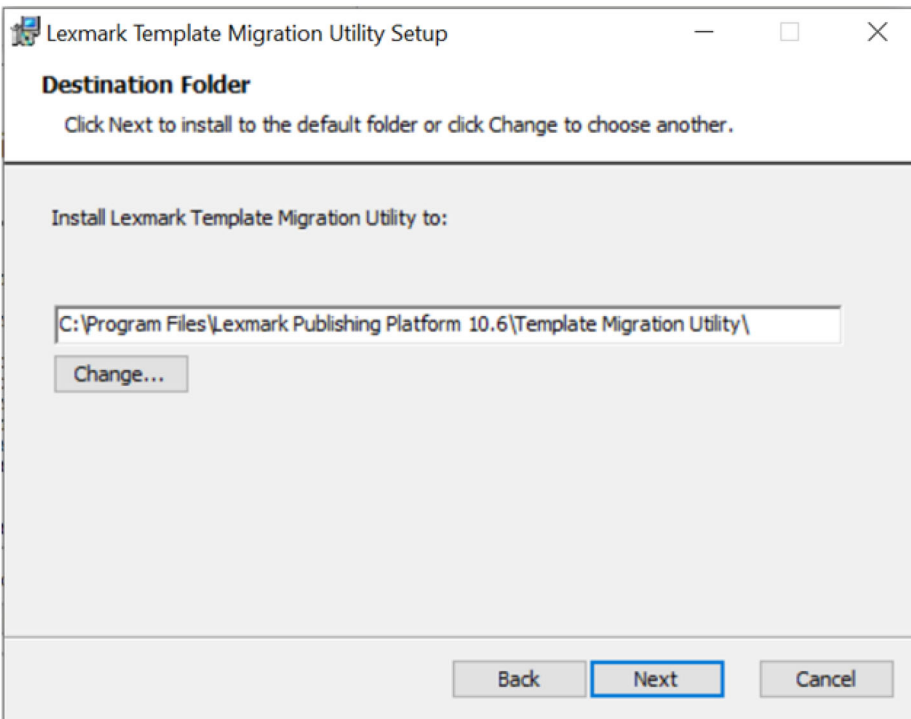 Lexmark Template Migration Utility Setup
Destination Folder
Click Next to install to the default folder or click Change to choose another.
Install Lexmark Template Migration Utility to:
C:\Program Files\Lexmark Publishing Platform 10.6\Template Migration Utility\
Change...
Back Next Cancel